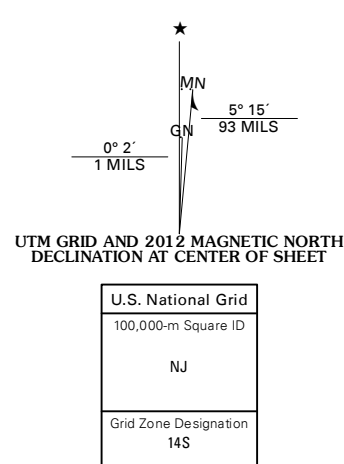 ★
MN
5° 15´
93 MILS
GN
0° 2´
1 MILS
UTM GRID AND 2012 MAGNETIC NORTH
DECLINATION AT CENTER OF SHEET
U.S. National Grid
100,000-m Square ID
NJ
Grid Zone Designation
14S